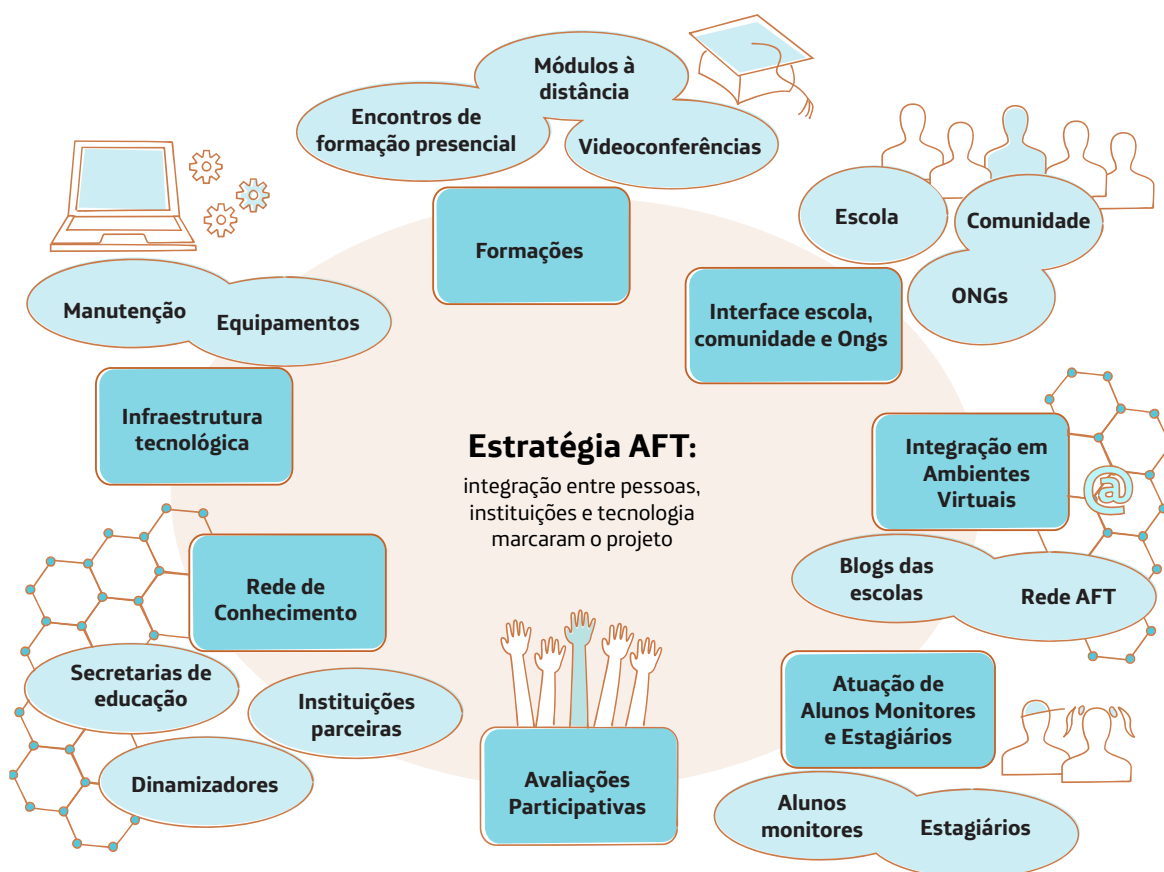 Módulos à
distância
Encontros de
formação presencial
Videoconferências
Formações
Escola
Comunidade
ONGs
Interface escola,
comunidade e Ongs
Manutenção
Equipamentos
Infraestrutura
tecnológica
Estratégia AFT:
integração entre pessoas,
instituições e tecnologia
marcaram o projeto
Integração em
Ambientes
Virtuais
@
Blogs das
escolas
Rede AFT
Rede de
Conhecimento
Secretarias de
educação
Instituições
parceiras
Dinamizadores
Avaliações
Participativas
Atuação de
Alunos Monitores
e Estagiários
Alunos
monitores
Estagiários